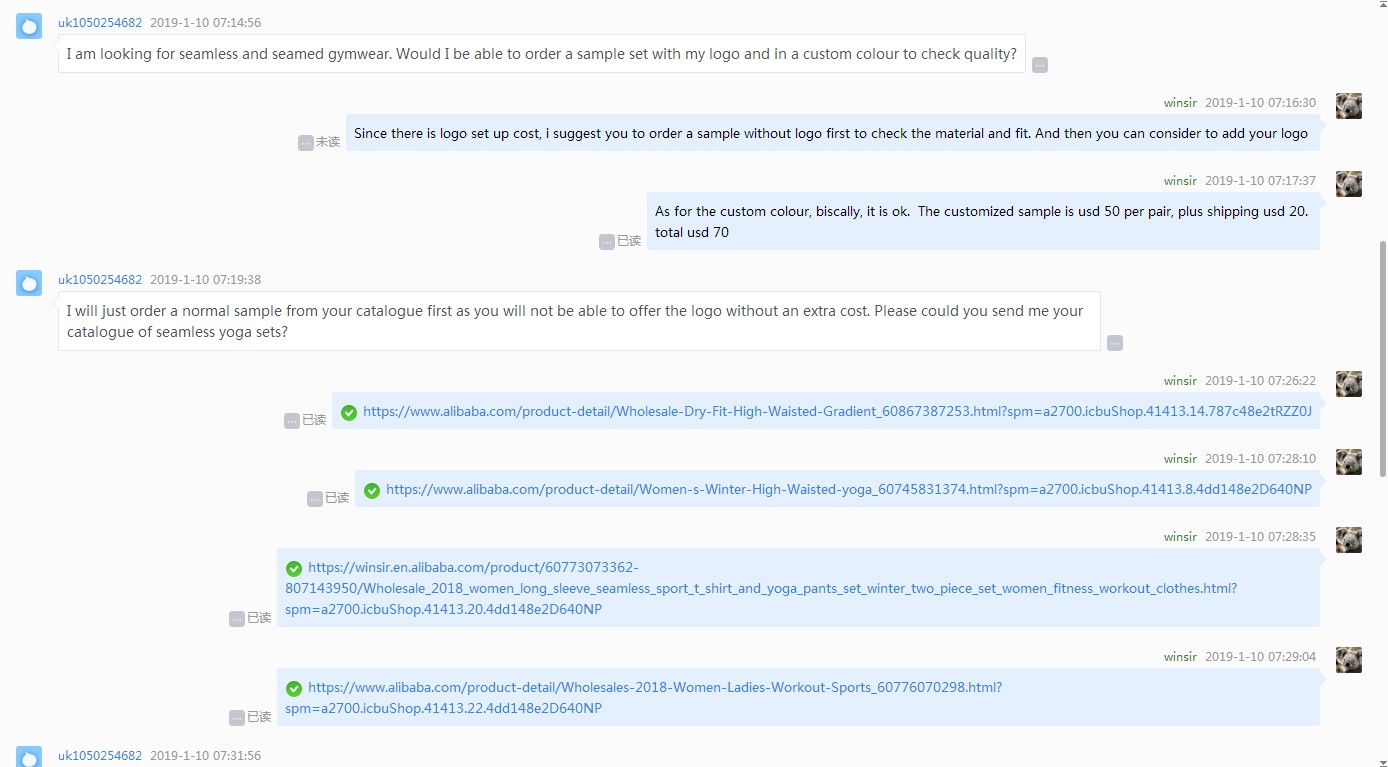 uk1050254682 2019-1-10 07:14:56
I am looking for seamless and seamed gymwear. Would I be able to order a sample set with my logo and in a custom colour to check quality?
winsir 2019-1-10 07:16:30
Since there is logo set up cost, i suggest you to order a sample without logo first to check the material and fit. And then you can consider to add your logo
未读
winsir 2019-1-10 07:17:37
As for the custom colour, biscally, it is ok. The customized sample is usd 50 per pair, plus shipping usd 20.
total usd 70
已读
uk1050254682 2019-1-10 07:19:38
I will just order a normal sample from your catalogue first as you will not be able to offer the logo without an extra cost. Please could you send me your
catalogue of seamless yoga sets?
winsir 2019-1-10 07:26:22
https://www.alibaba.com/product-detail/Wholesale-Dry-Fit-High-Waisted-Gradient_60867387253.html?spm=a2700.icbuShop.41413.14.787c48e2tRZZ0J
已读
winsir 2019-1-10 07:28:10
https://www.alibaba.com/product-detail/Women-s-Winter-High-Waisted-yoga_60745831374.html?spm=a2700.icbuShop.41413.8.4dd148e2D640NP
已读
winsir 2019-1-10 07:28:35
https://winsir.en.alibaba.com/product/60773073362-
807143950/Wholesale_2018_women_long_sleeve_seamless_sport_t_shirt_and_yoga_pants_set_winter_two_piece_set_women_fitness_workout_clothes.html?
spm=a2700.icbuShop.41413.20.4dd148e2D640NP
已读
winsir 2019-1-10 07:29:04
https://www.alibaba.com/product-detail/Wholesales-2018-Women-Ladies-Workout-Sports_60776070298.html?
spm=a2700.icbuShop.41413.22.4dd148e2D640NP
已读
uk1050254682 2019-1-10 07:31:56